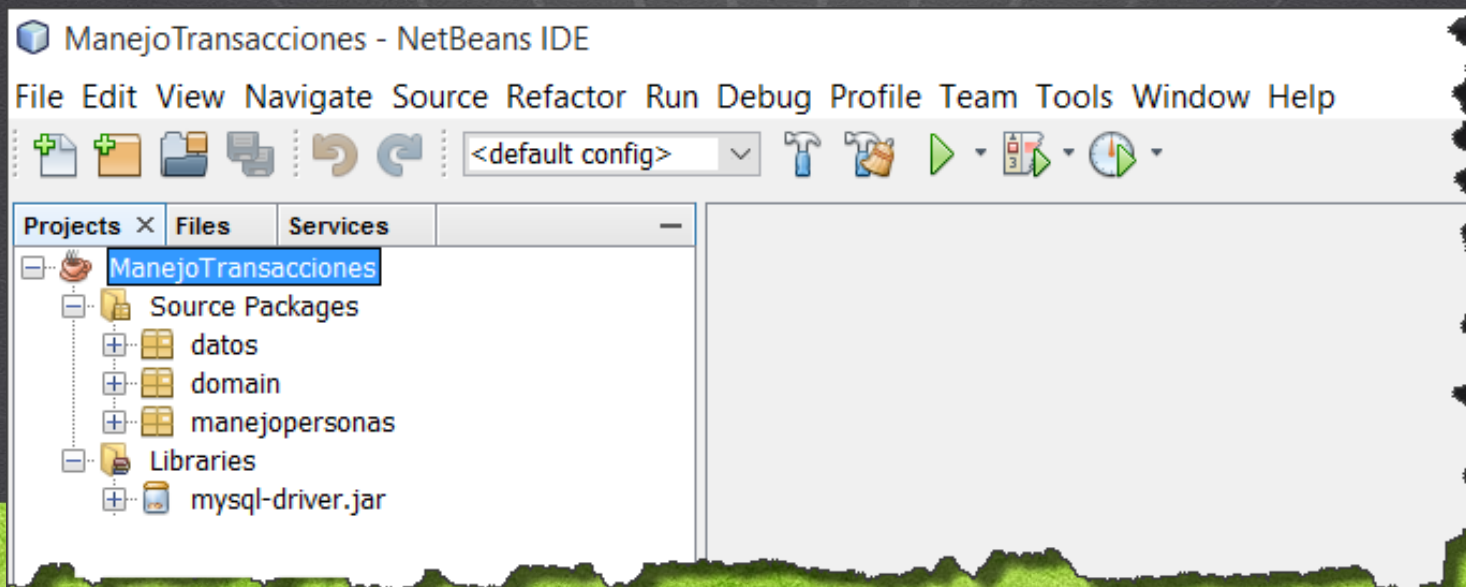 ManejoTransacciones - NetBeans IDE
File Edit View Navigate Source Refactor Run Debug Profile Team Tools Window Help
<default config>
Projects Files Services
ManejoTransacciones
Source Packages
datos
domain
manejopersonas
Libraries
mysql-driver.jar